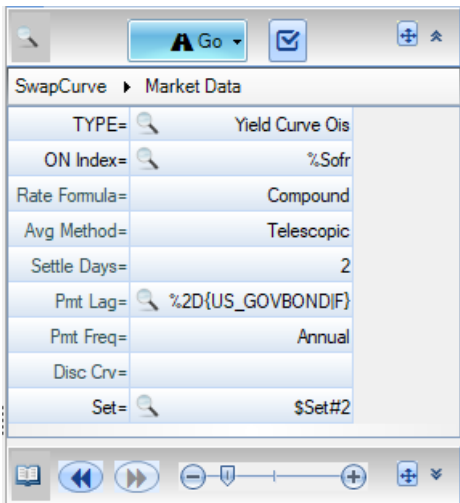 Go
SwapCurve Market Data
TYPE= Yield Curve Ois
ON Index= %Sofr
Rate Formula= Compound
Avg Method= Telescopic
Settle Days= 2
Pmt Lag= %2D{US_GOVBOND|F}
Pmt Freq= Annual
Disc Crv=
Set= $Set#2